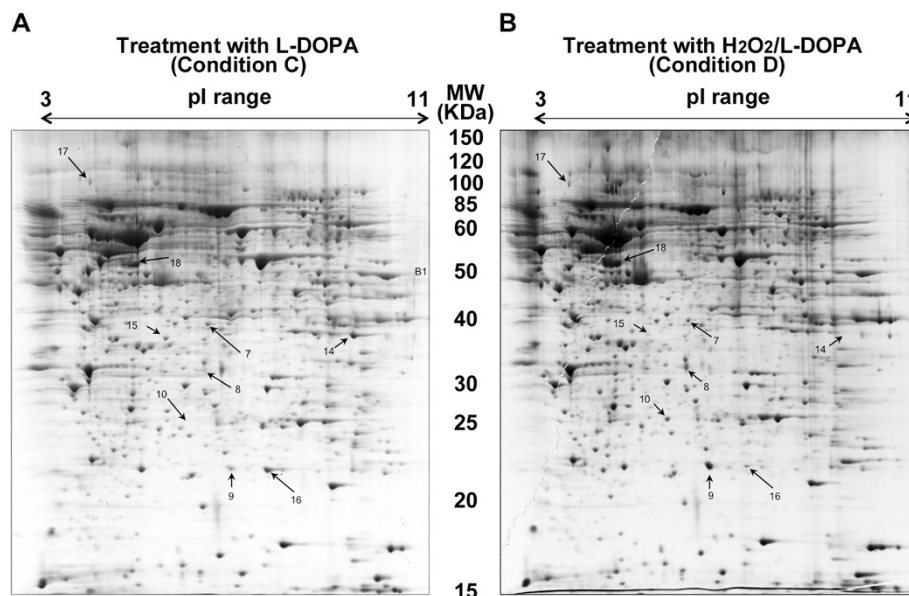 A
Treatment with L-DOPA
(Condition C)
3 pI range 11
B
Treatment with H2O2/L-DOPA
(Condition D)
3 pI range 11
MW
(KDa)
150
120
100
85
60
50
40
30
25
20
15
17
18
B1
15
7
14
8
10
9
16
17
18
15
7
14
8
10
9
16